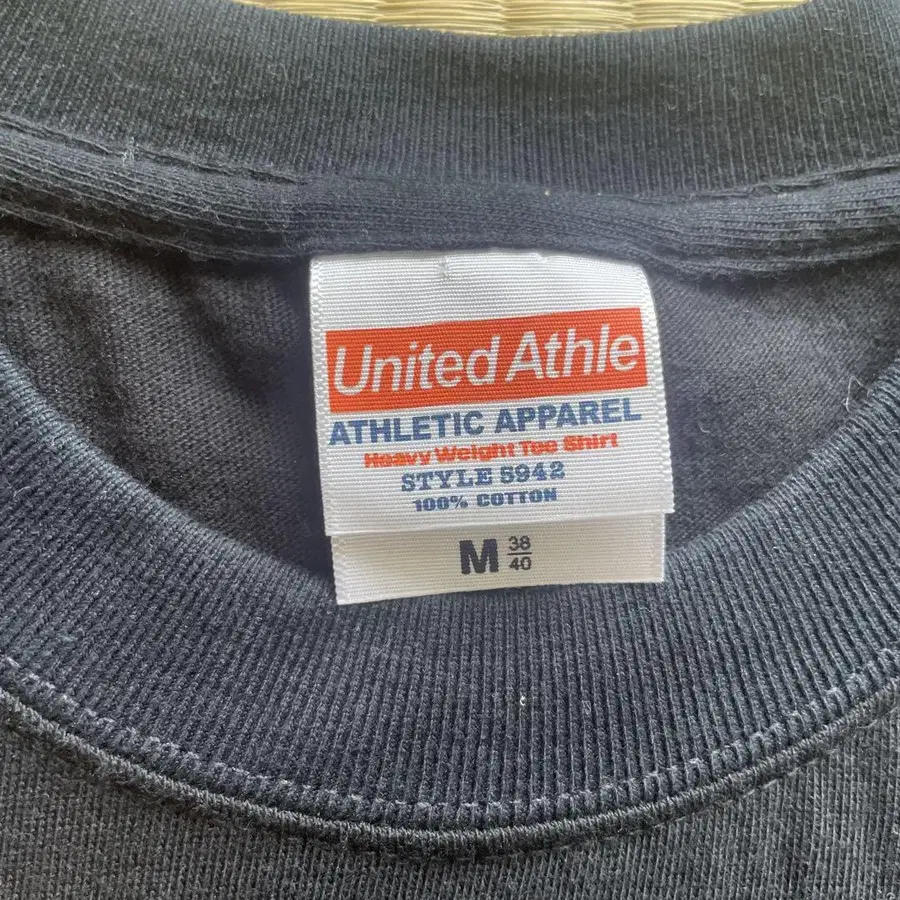 United Athle
ATHLETIC APPAREL
Heavy Weight Tee Shirt
STYLE 5942
100% COTTON
M 38
40